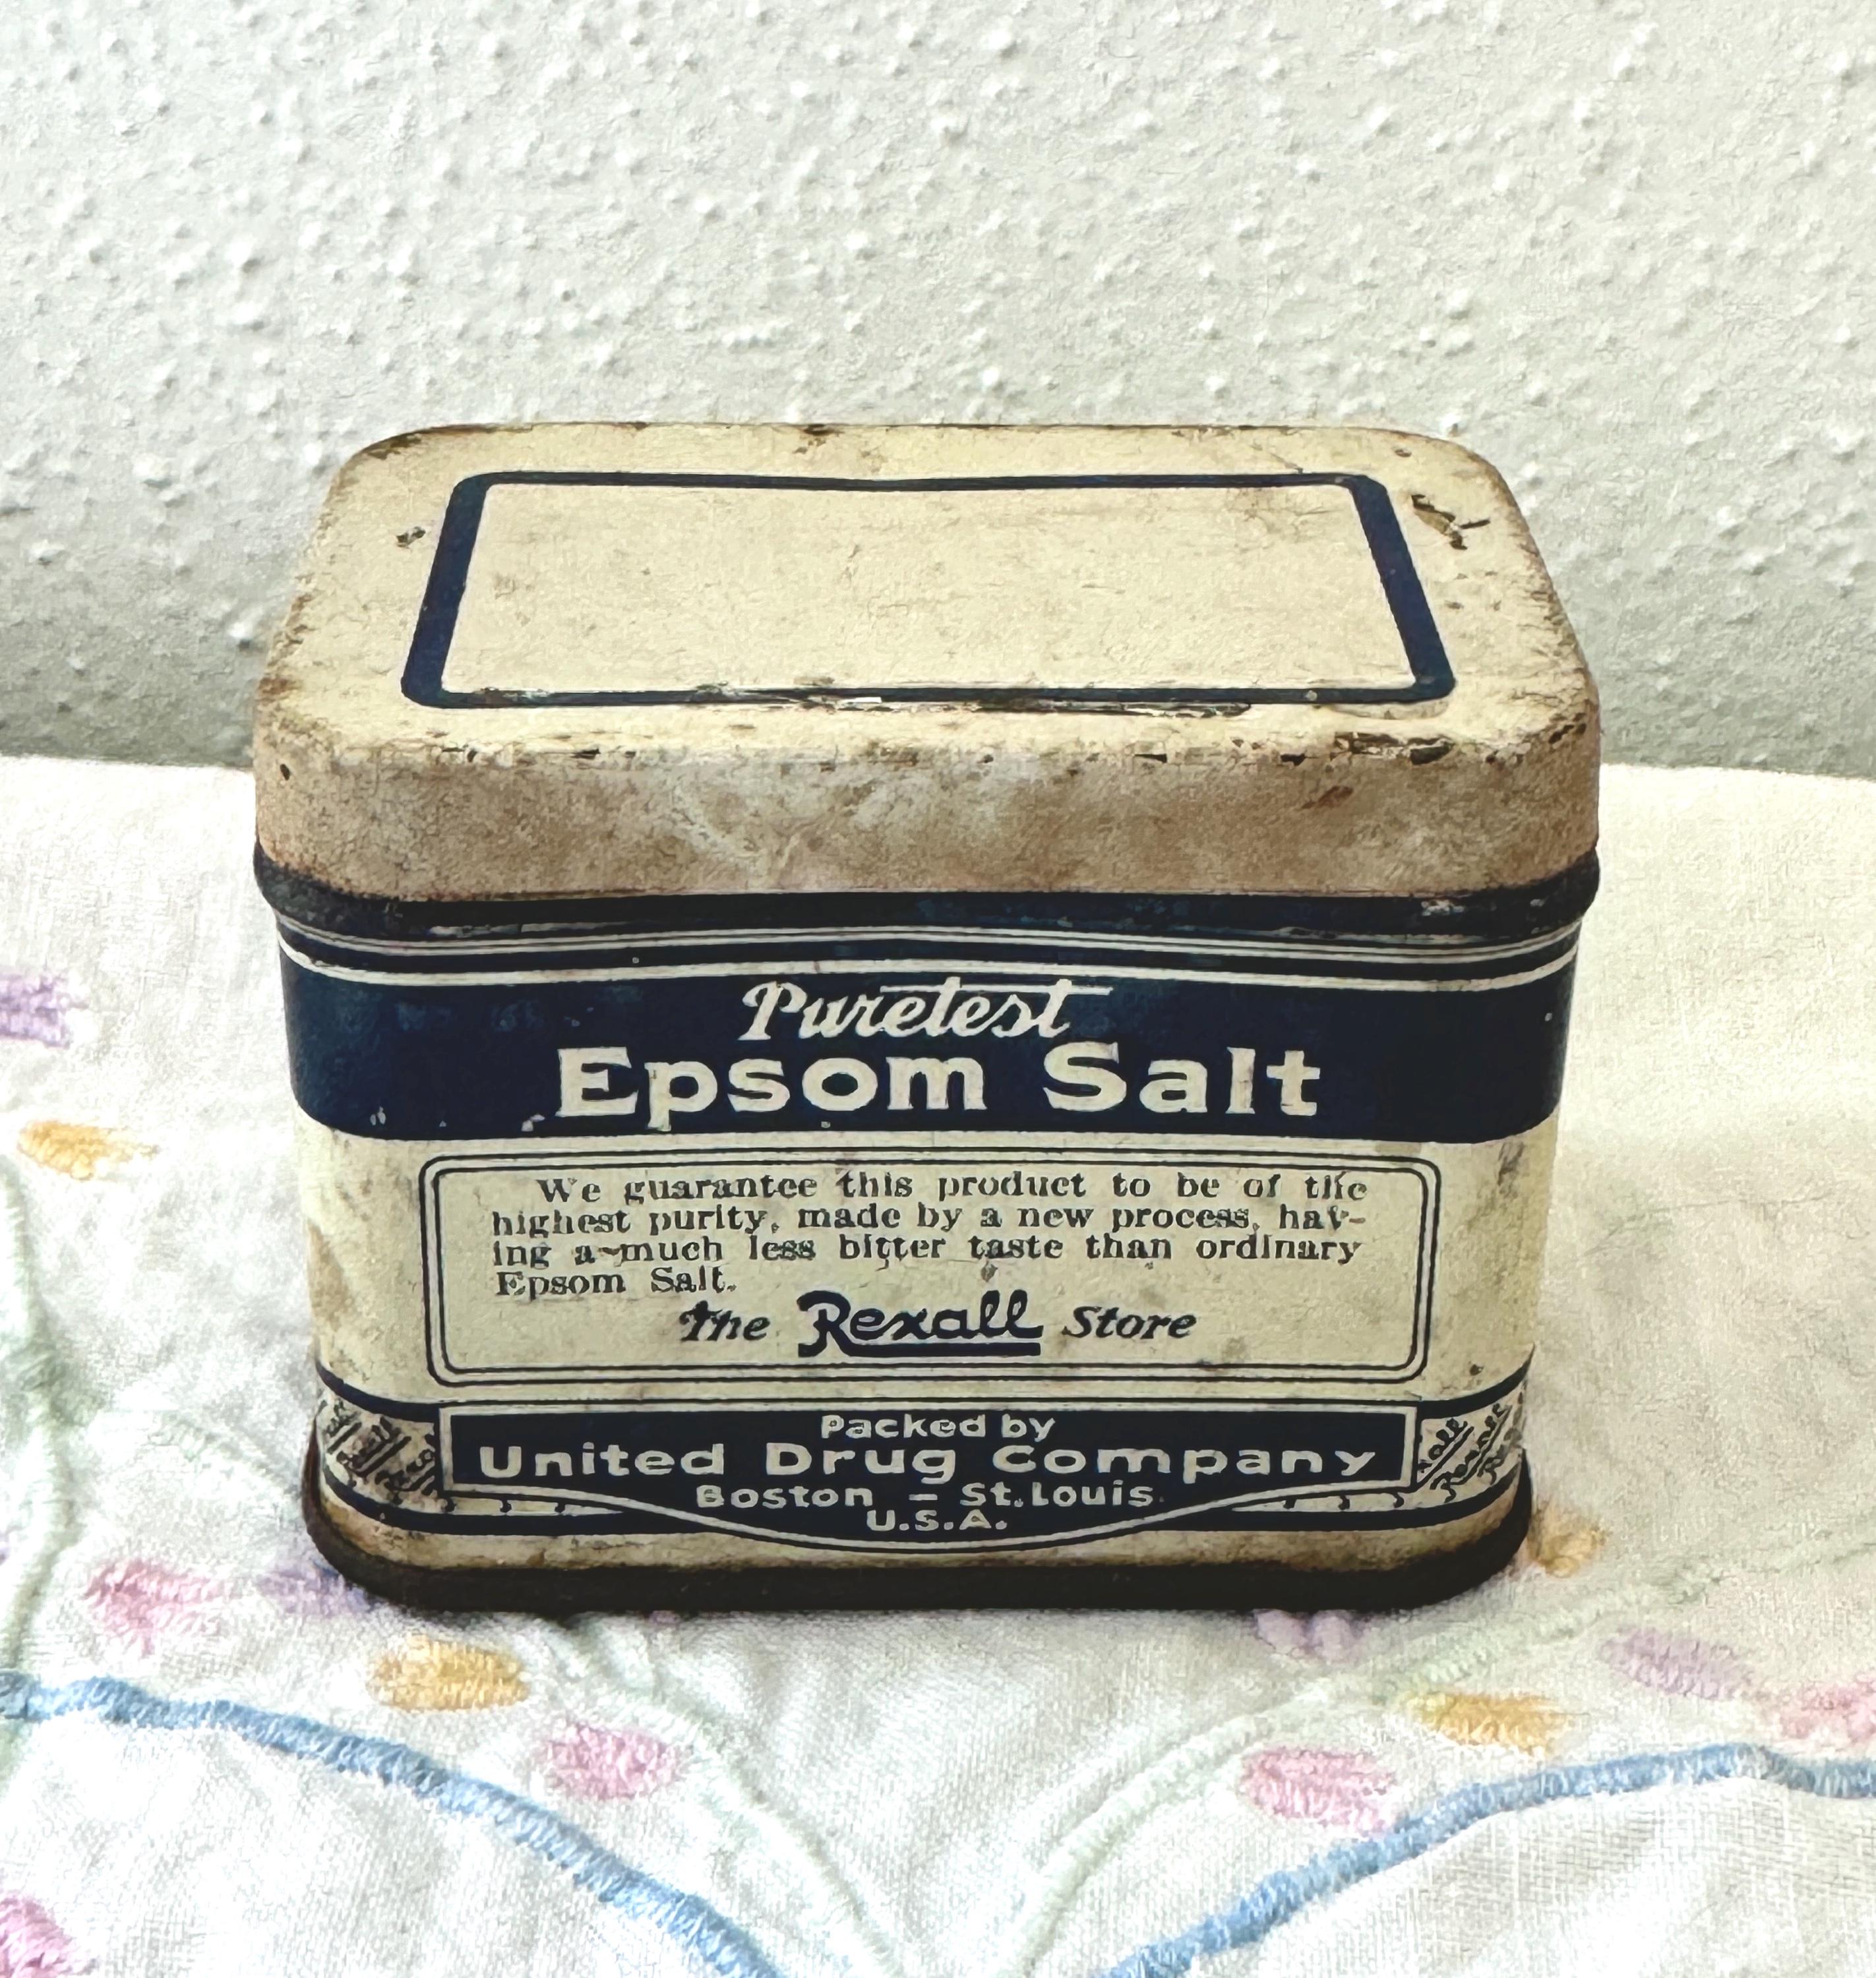 Puretest
Epsom Salt
We guarantee this product to be of the
highest purity, made by a new process, hav-
ing a much less bitter taste than ordinary
Epsom Salt.
The Rexall Store
Packed by
United Drug Company
Boston – St. Louis
U.S.A.